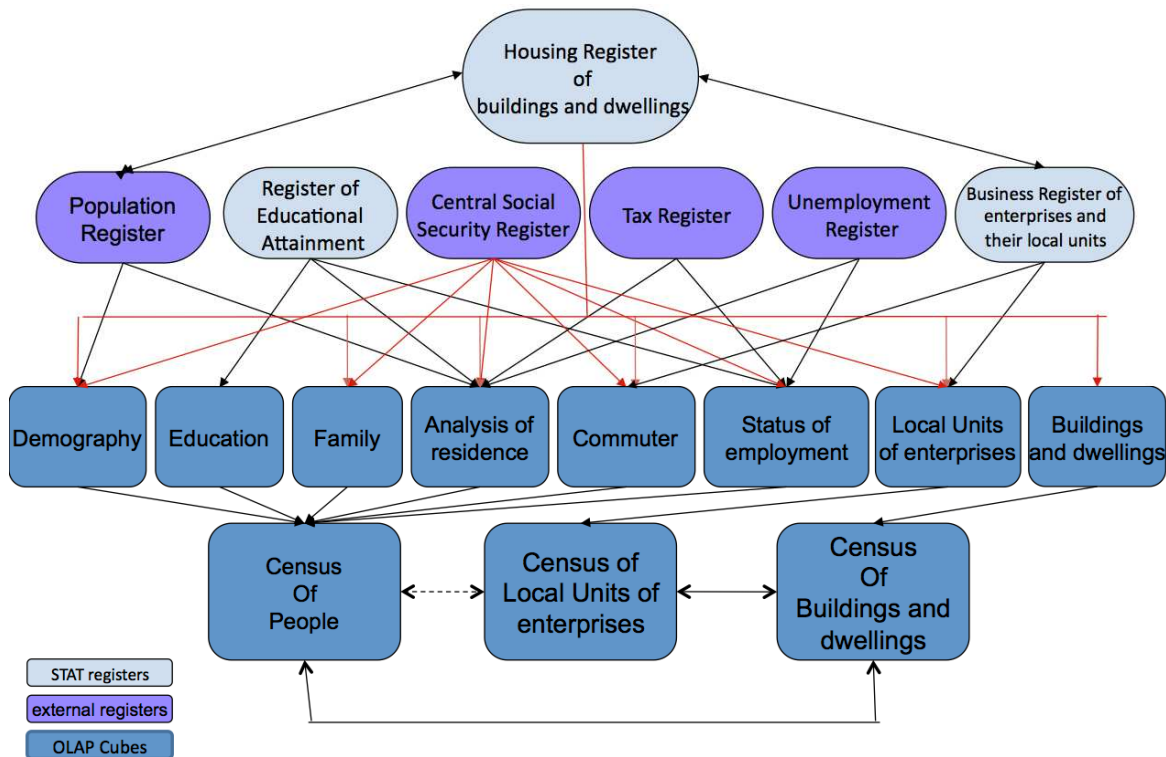 Housing Register
of
buildings and dwellings
Population
Register
Register of
Educational
Attainment
Central Social
Security Register
Tax Register
Unemployment
Register
Business Register of
enterprises and
their local units
Demography
Education
Family
Analysis of
residence
Commuter
Status of
employment
Local Units
of enterprises
Buildings
and dwellings
Census
Of
People
Census of
Local Units of
enterprises
Census
Of
Buildings and
dwellings
STAT registers
external registers
OLAP Cubes